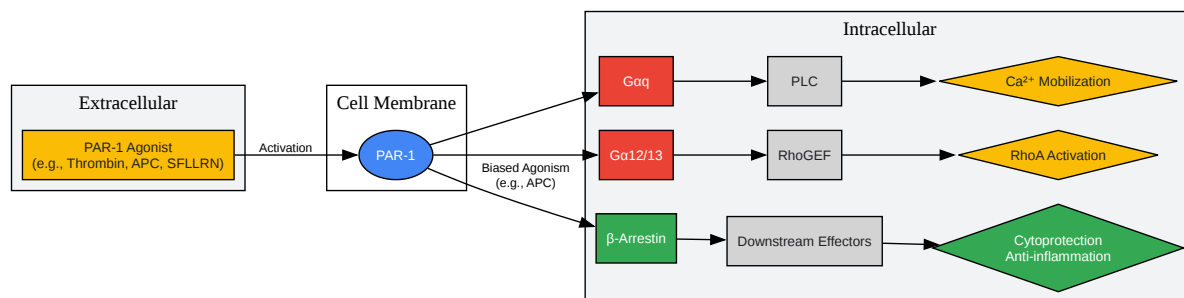 Intracellular
Extracellular
Cell Membrane
PAR-1 Agonist
(e.g., Thrombin, APC, SFLLRN)
Activation
PAR-1
Biased Agonism
(e.g., APC)
Gαq
PLC
Ca²⁺ Mobilization
Gα12/13
RhoGEF
RhoA Activation
β-Arrestin
Downstream Effectors
Cytoprotection
Anti-inflammation